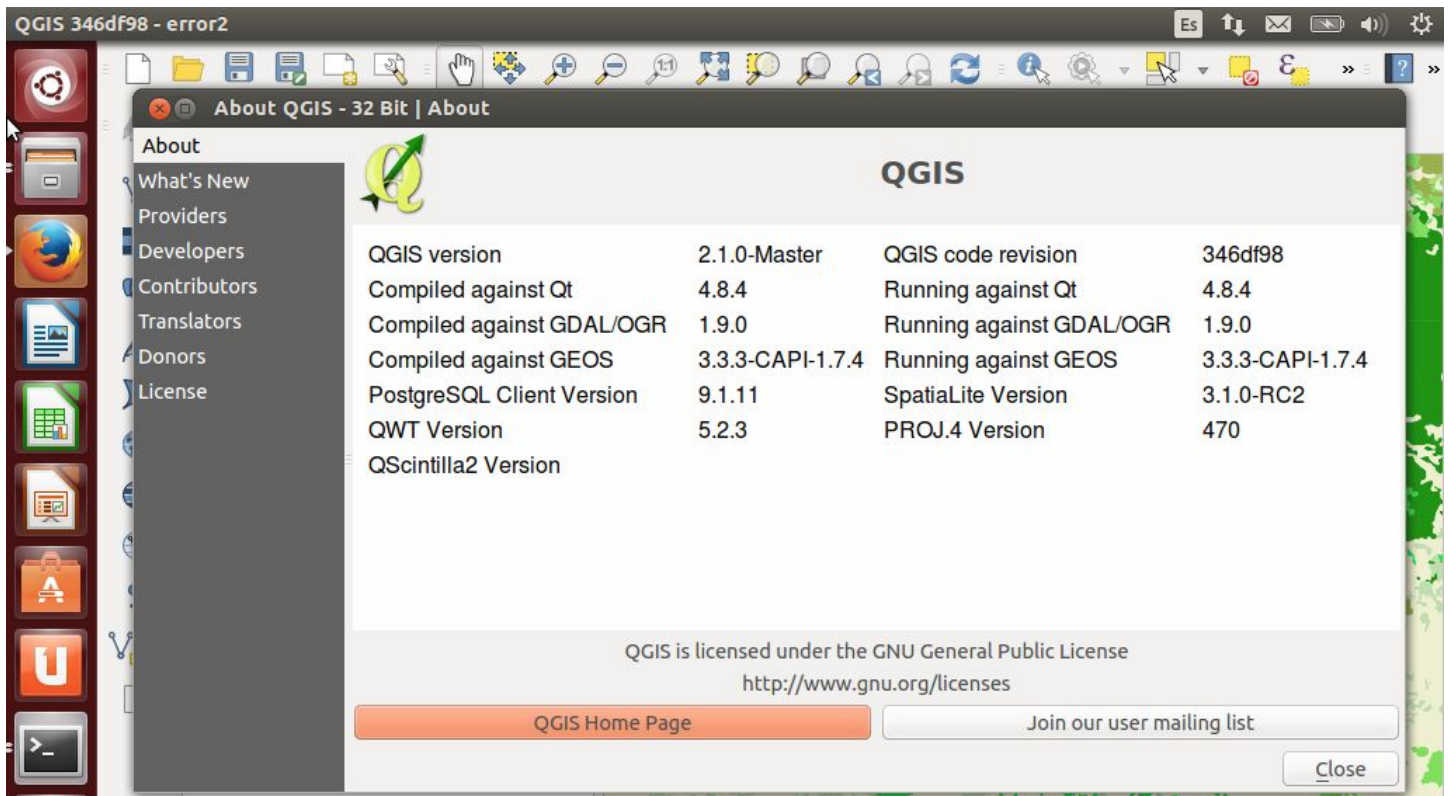 QGIS 346df98 - error2
Es
1:1
ε
»
?
»
About QGIS - 32 Bit | About
About
What's New
Providers
Developers
Contributors
Translators
Donors
License
QGIS
QGIS version 2.1.0-Master QGIS code revision 346df98
Compiled against Qt 4.8.4 Running against Qt 4.8.4
Compiled against GDAL/OGR 1.9.0 Running against GDAL/OGR 1.9.0
Compiled against GEOS 3.3.3-CAPI-1.7.4 Running against GEOS 3.3.3-CAPI-1.7.4
PostgreSQL Client Version 9.1.11 SpatiaLite Version 3.1.0-RC2
QWT Version 5.2.3 PROJ.4 Version 470
QScintilla2 Version
QGIS is licensed under the GNU General Public License
http://www.gnu.org/licenses
QGIS Home Page Join our user mailing list
Close